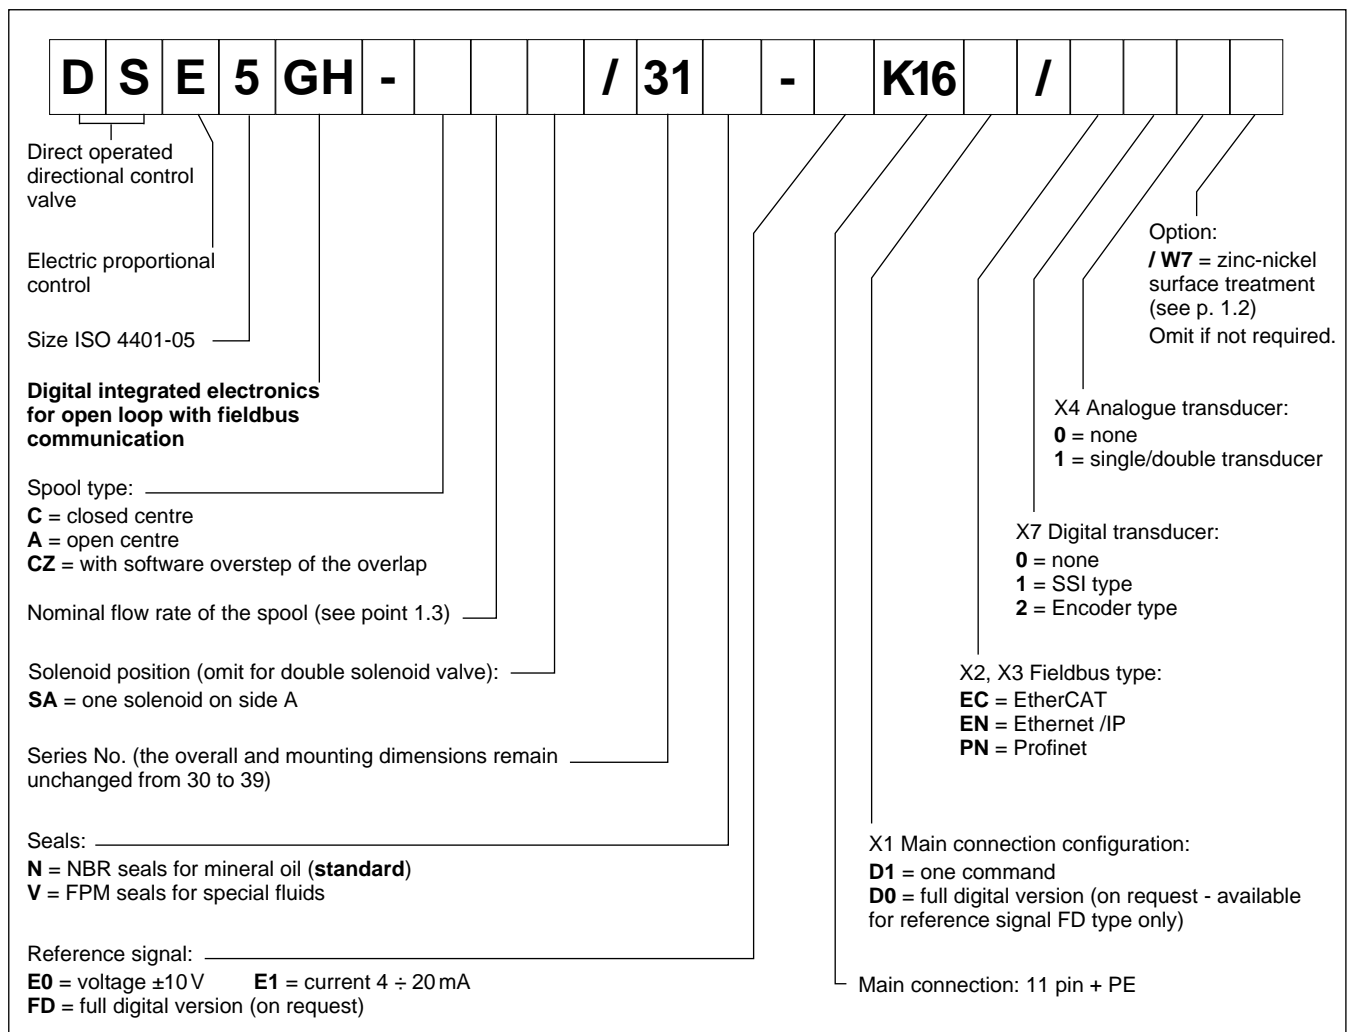 D S E 5 GH - / 31 - K16 /
Direct operated
directional control
valve
Electric proportional
control
Size ISO 4401-05
Digital integrated electronics
for open loop with fieldbus
communication
Spool type:
C = closed centre
A = open centre
CZ = with software overstep of the overlap
Nominal flow rate of the spool (see point 1.3)
Solenoid position (omit for double solenoid valve):
SA = one solenoid on side A
Series No. (the overall and mounting dimensions remain
unchanged from 30 to 39)
Seals:
N = NBR seals for mineral oil (standard)
V = FPM seals for special fluids
Reference signal:
E0 = voltage ±10 V E1 = current 4 ÷ 20 mA
FD = full digital version (on request)
Option:
/ W7 = zinc-nickel
surface treatment
(see p. 1.2)
Omit if not required.
X4 Analogue transducer:
0 = none
1 = single/double transducer
X7 Digital transducer:
0 = none
1 = SSI type
2 = Encoder type
X2, X3 Fieldbus type:
EC = EtherCAT
EN = Ethernet /IP
PN = Profinet
X1 Main connection configuration:
D1 = one command
D0 = full digital version (on request - available
for reference signal FD type only)
Main connection: 11 pin + PE